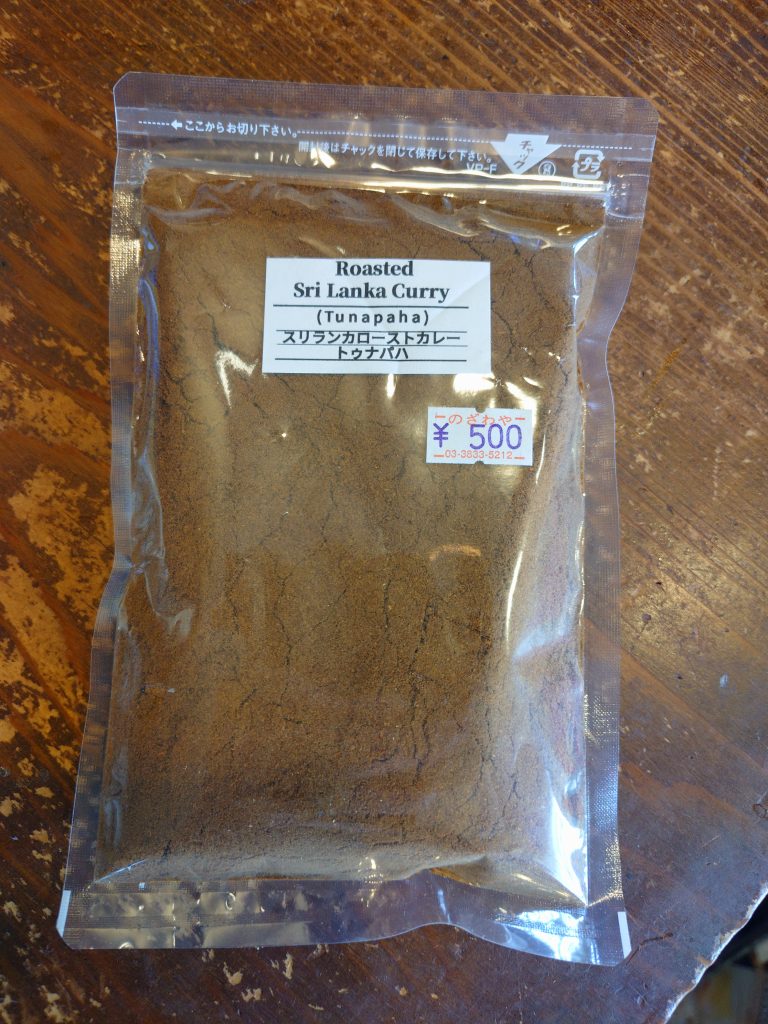 ←ここからお切り下さい。
開封後はチャックを閉じて保存して下さい。
チャック
VP-F
プラ
Roasted
Sri Lanka Curry
(Tunapaha)
スリランカローストカレー
トゥナパハ
のざわや
¥ 500
03-3833-5212